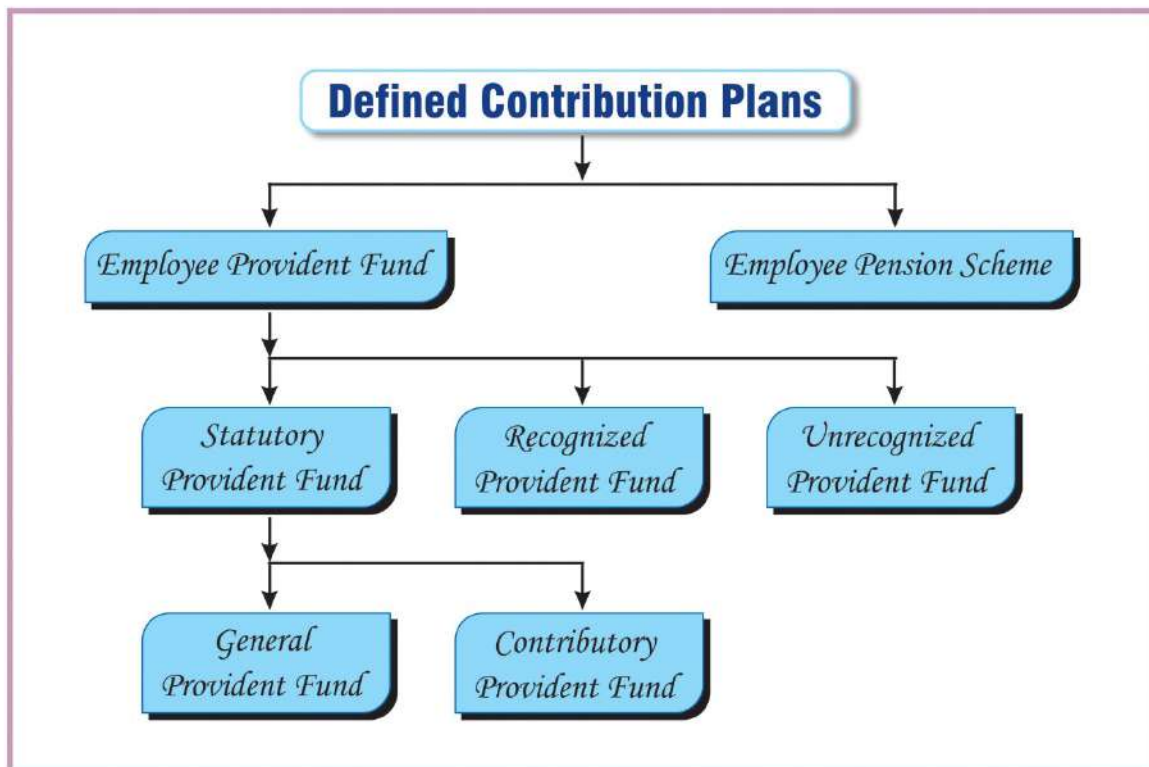 Defined Contribution Plans
Employee Provident Fund
Employee Pension Scheme
Statutory
Provident Fund
Recognized
Provident Fund
Unrecognized
Provident Fund
General
Provident Fund
Contributory
Provident Fund